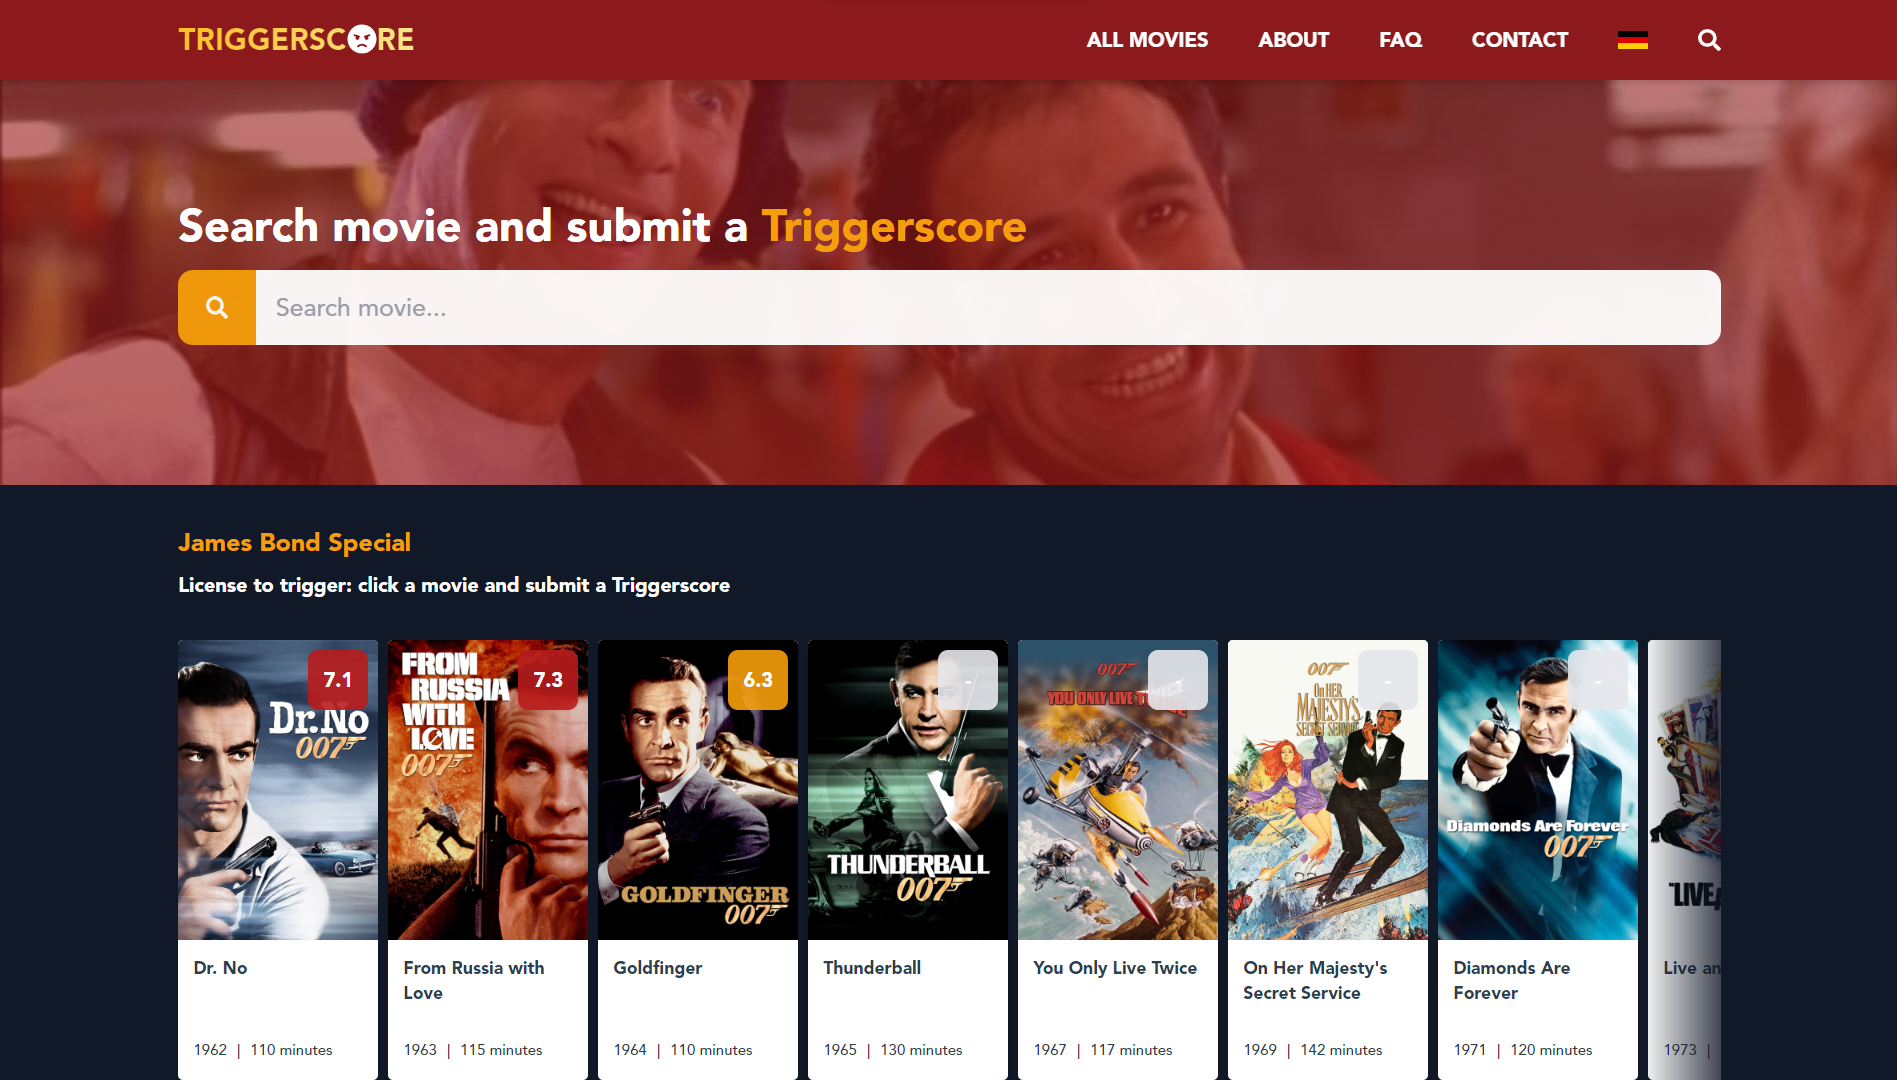 TRIGGERSCORE
ALL MOVIES
ABOUT
FAQ
CONTACT
Search movie and submit a Triggerscore
Search movie...
James Bond Special
License to trigger: click a movie and submit a Triggerscore
7.1
Dr. No
007
FROM
RUSSIA
WITH
LOVE
007
7.3
6.3
GOLDFINGER
007
-
THUNDERBALL
007
007
YOU ONLY LIVE TWICE
-
007
On HER
MAJESTY'S
SECRET SERVICE
-
-
Diamonds Are Forever
007
LIVE
Dr. No
1962 | 110 minutes
From Russia with
Love
1963 | 115 minutes
Goldfinger
1964 | 110 minutes
Thunderball
1965 | 130 minutes
You Only Live Twice
1967 | 117 minutes
On Her Majesty's
Secret Service
1969 | 142 minutes
Diamonds Are
Forever
1971 | 120 minutes
Live an
1973 |